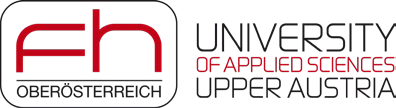 fh
OBERÖSTERREICH
UNIVERSITY
OF APPLIED SCIENCES
UPPER AUSTRIA